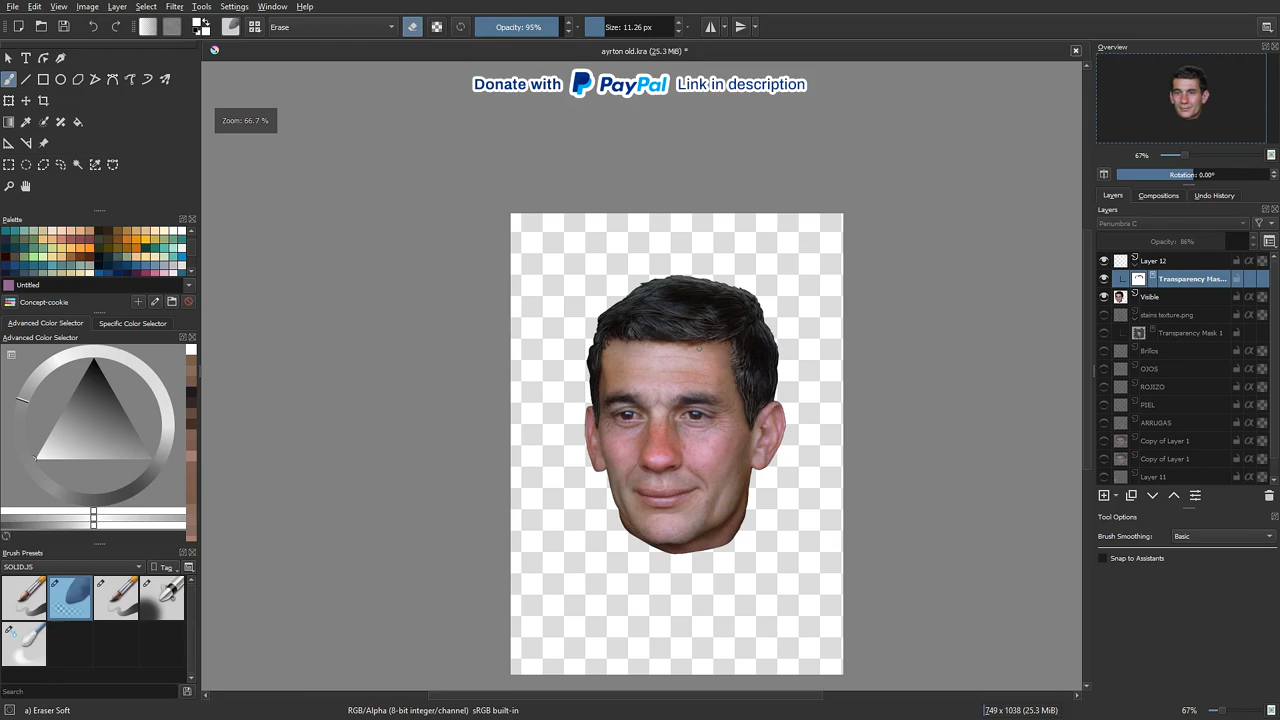 File Edit View Image Layer Select Filter Tools Settings Window Help
Erase Opacity: 95% Size: 11.26 px
ayrton old.kra (25.3 MiB) *
Donate with PayPal Link in description
Zoom: 66.7 %
Palette
Untitled
Concept-cookie
Advanced Color Selector Specific Color Selector
Advanced Color Selector
Brush Presets
SOLID.JS Tag
Search
a) Eraser Soft
RGB/Alpha (8-bit integer/channel) sRGB built-in
749 x 1038 (25.3 MiB)
67%
Overview
67%
Rotation: 0.00°
Layers Compositions Undo History
Layers
Penumbra C
Opacity: 86%
Layer 12
Transparency Mas...
Visible
stains texture.png
Transparency Mask 1
Brillos
OJOS
ROJIZO
PIEL
ARRUGAS
Copy of Layer 1
Copy of Layer 1
Layer 11
Tool Options
Brush Smoothing: Basic
Snap to Assistants